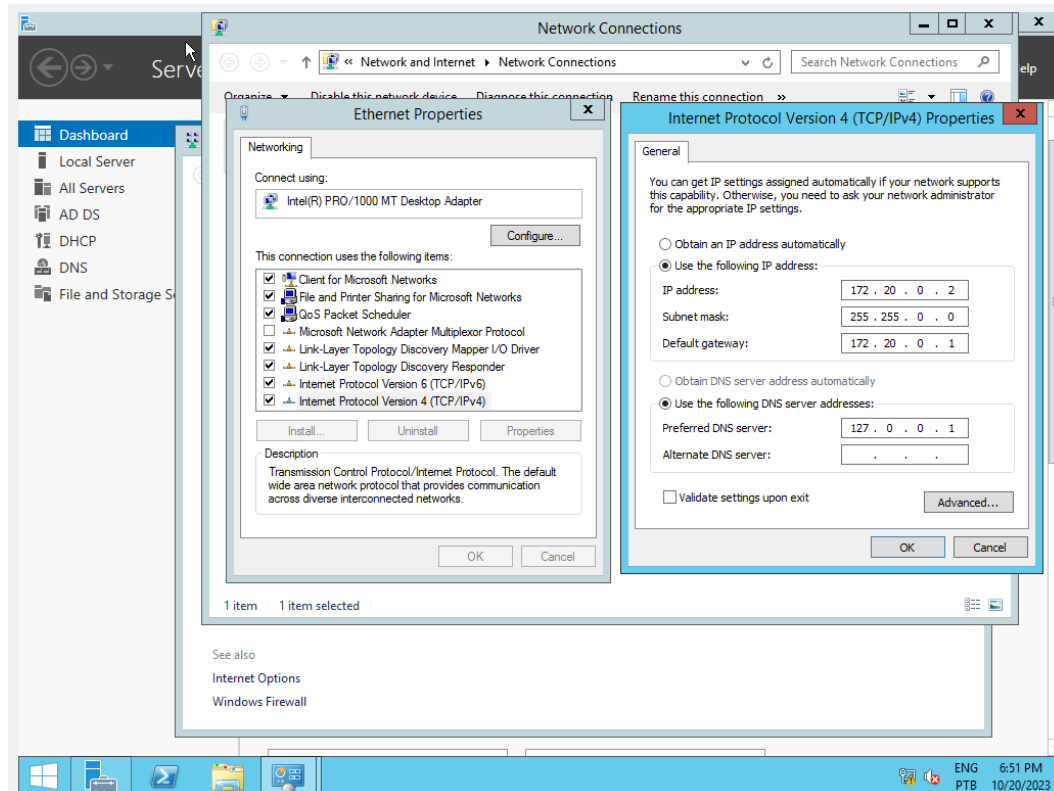 Network Connections
Serve
« Network and Internet ▸ Network Connections
Search Network Connections
elp
Organize
Disable this network device
Diagnose this connection
Rename this connection
»
Dashboard
Local Server
All Servers
AD DS
DHCP
DNS
File and Storage S
Ethernet Properties
Networking
Connect using:
Intel(R) PRO/1000 MT Desktop Adapter
Configure...
This connection uses the following items:
Client for Microsoft Networks
File and Printer Sharing for Microsoft Networks
QoS Packet Scheduler
Microsoft Network Adapter Multiplexor Protocol
Link-Layer Topology Discovery Mapper I/O Driver
Link-Layer Topology Discovery Responder
Internet Protocol Version 6 (TCP/IPv6)
Internet Protocol Version 4 (TCP/IPv4)
Install...
Uninstall
Properties
Description
Transmission Control Protocol/Internet Protocol. The default
wide area network protocol that provides communication
across diverse interconnected networks.
OK
Cancel
Internet Protocol Version 4 (TCP/IPv4) Properties
General
You can get IP settings assigned automatically if your network supports
this capability. Otherwise, you need to ask your network administrator
for the appropriate IP settings.
Obtain an IP address automatically
Use the following IP address:
IP address: 172 . 20 . 0 . 2
Subnet mask: 255 . 255 . 0 . 0
Default gateway: 172 . 20 . 0 . 1
Obtain DNS server address automatically
Use the following DNS server addresses:
Preferred DNS server: 127 . 0 . 0 . 1
Alternate DNS server: . . .
Validate settings upon exit
Advanced...
OK
Cancel
1 item
1 item selected
See also
Internet Options
Windows Firewall
ENG 6:51 PM
PTB 10/20/2023